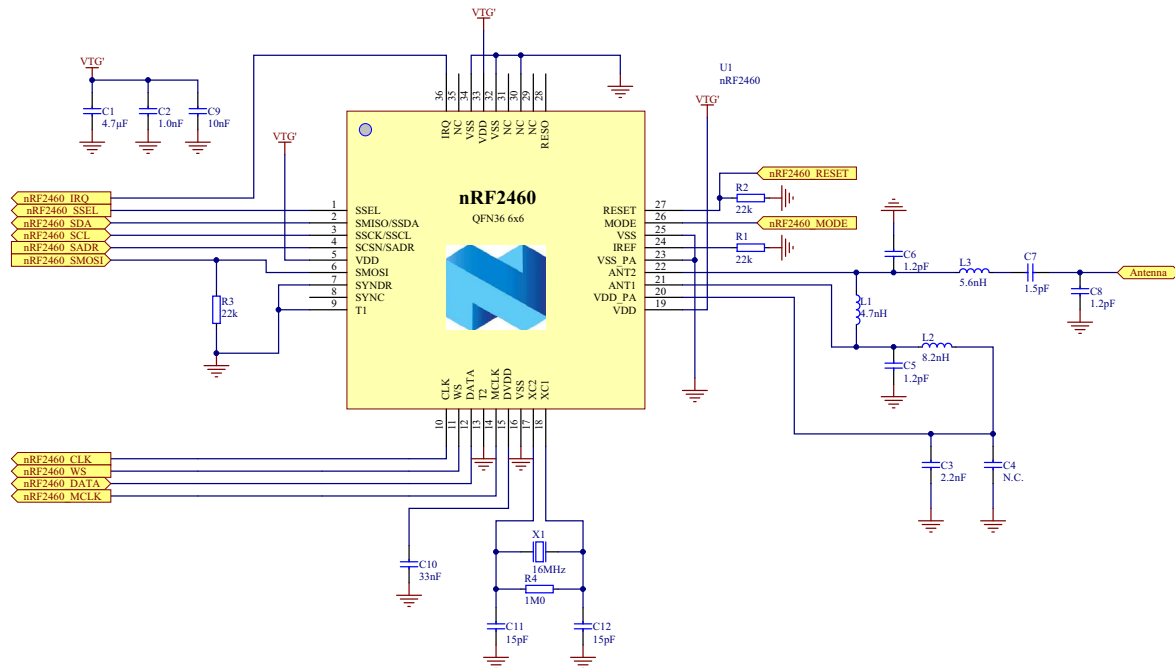 VTG'
U1
nRF2460
VTG'
C1
4.7µF
C2
1.0nF
C9
10nF
VTG'
VTG'
36
35
34
33
32
31
30
29
28
IRQ
NC
VSS
VDD
VSS
NC
NC
NC
RESO
nRF2460
QFN36 6x6
nRF2460_IRQ
nRF2460_SSEL
nRF2460_SDA
nRF2460_SCL
nRF2460_SADR
nRF2460_SMOSI
1
2
3
4
5
6
7
8
9
SSEL
SMISO/SSDA
SSCK/SSCL
SCSN/SADR
VDD
SMOSI
SYNDR
SYNC
T1
RESET
MODE
VSS
IREF
VSS_PA
ANT2
ANT1
VDD_PA
VDD
27
26
25
24
23
22
21
20
19
nRF2460_RESET
R2
22k
nRF2460_MODE
R1
22k
R3
22k
C6
1.2pF
L3
5.6nH
C7
1.5pF
Antenna
C8
1.2pF
L1
4.7nH
L2
8.2nH
C5
1.2pF
C3
2.2nF
C4
N.C.
CLK
WS
DATA
T2
MCLK
DVDD
VSS
XC2
XC1
10
11
12
13
14
15
16
17
18
nRF2460_CLK
nRF2460_WS
nRF2460_DATA
nRF2460_MCLK
C10
33nF
X1
16MHz
R4
1M0
C11
15pF
C12
15pF